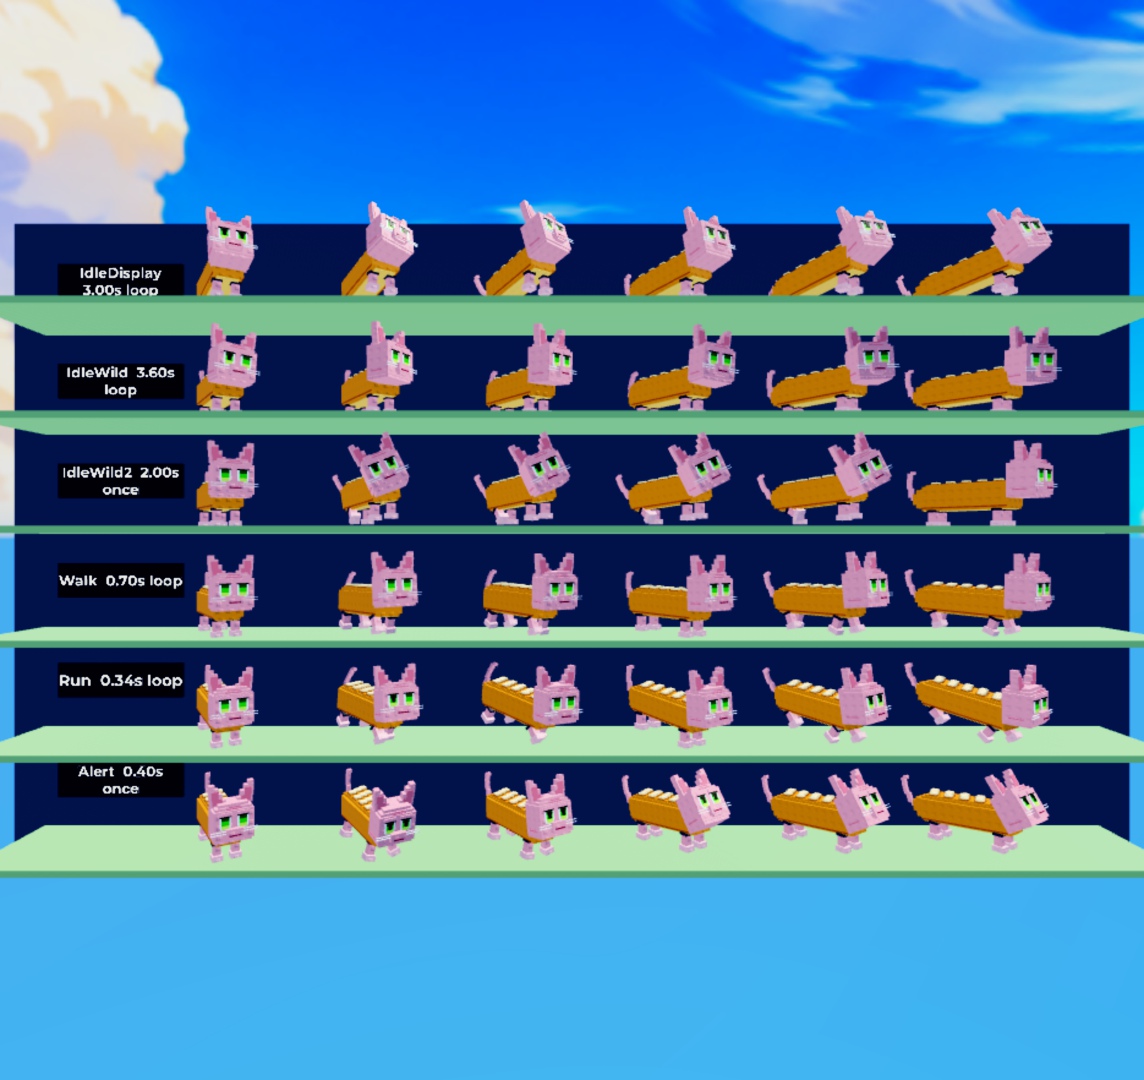 IdleDisplay
3.00s loop
IdleWild 3.60s
loop
IdleWild2 2.00s
once
Walk 0.70s loop
Run 0.34s loop
Alert 0.40s
once